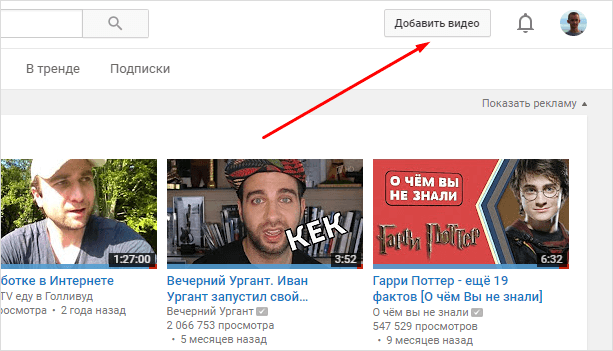 Добавить видео
В тренде Подписки
Показать рекламу
1:27:00
КЕК
3:52
О ЧЁМ ВЫ
НЕ ЗНАЛИ
Гарри Поттер
6:32
ботке в Интернете
TV еду в Голливуд
осмотра • 2 года назад
Вечерний Ургант. Иван
Ургант запустил свой...
Вечерний Ургант
2 066 753 просмотра
• 5 месяцев назад
Гарри Поттер - ещё 19
фактов [О чём Вы не знали]
О чём вы не знали
547 529 просмотров
• 9 месяцев назад